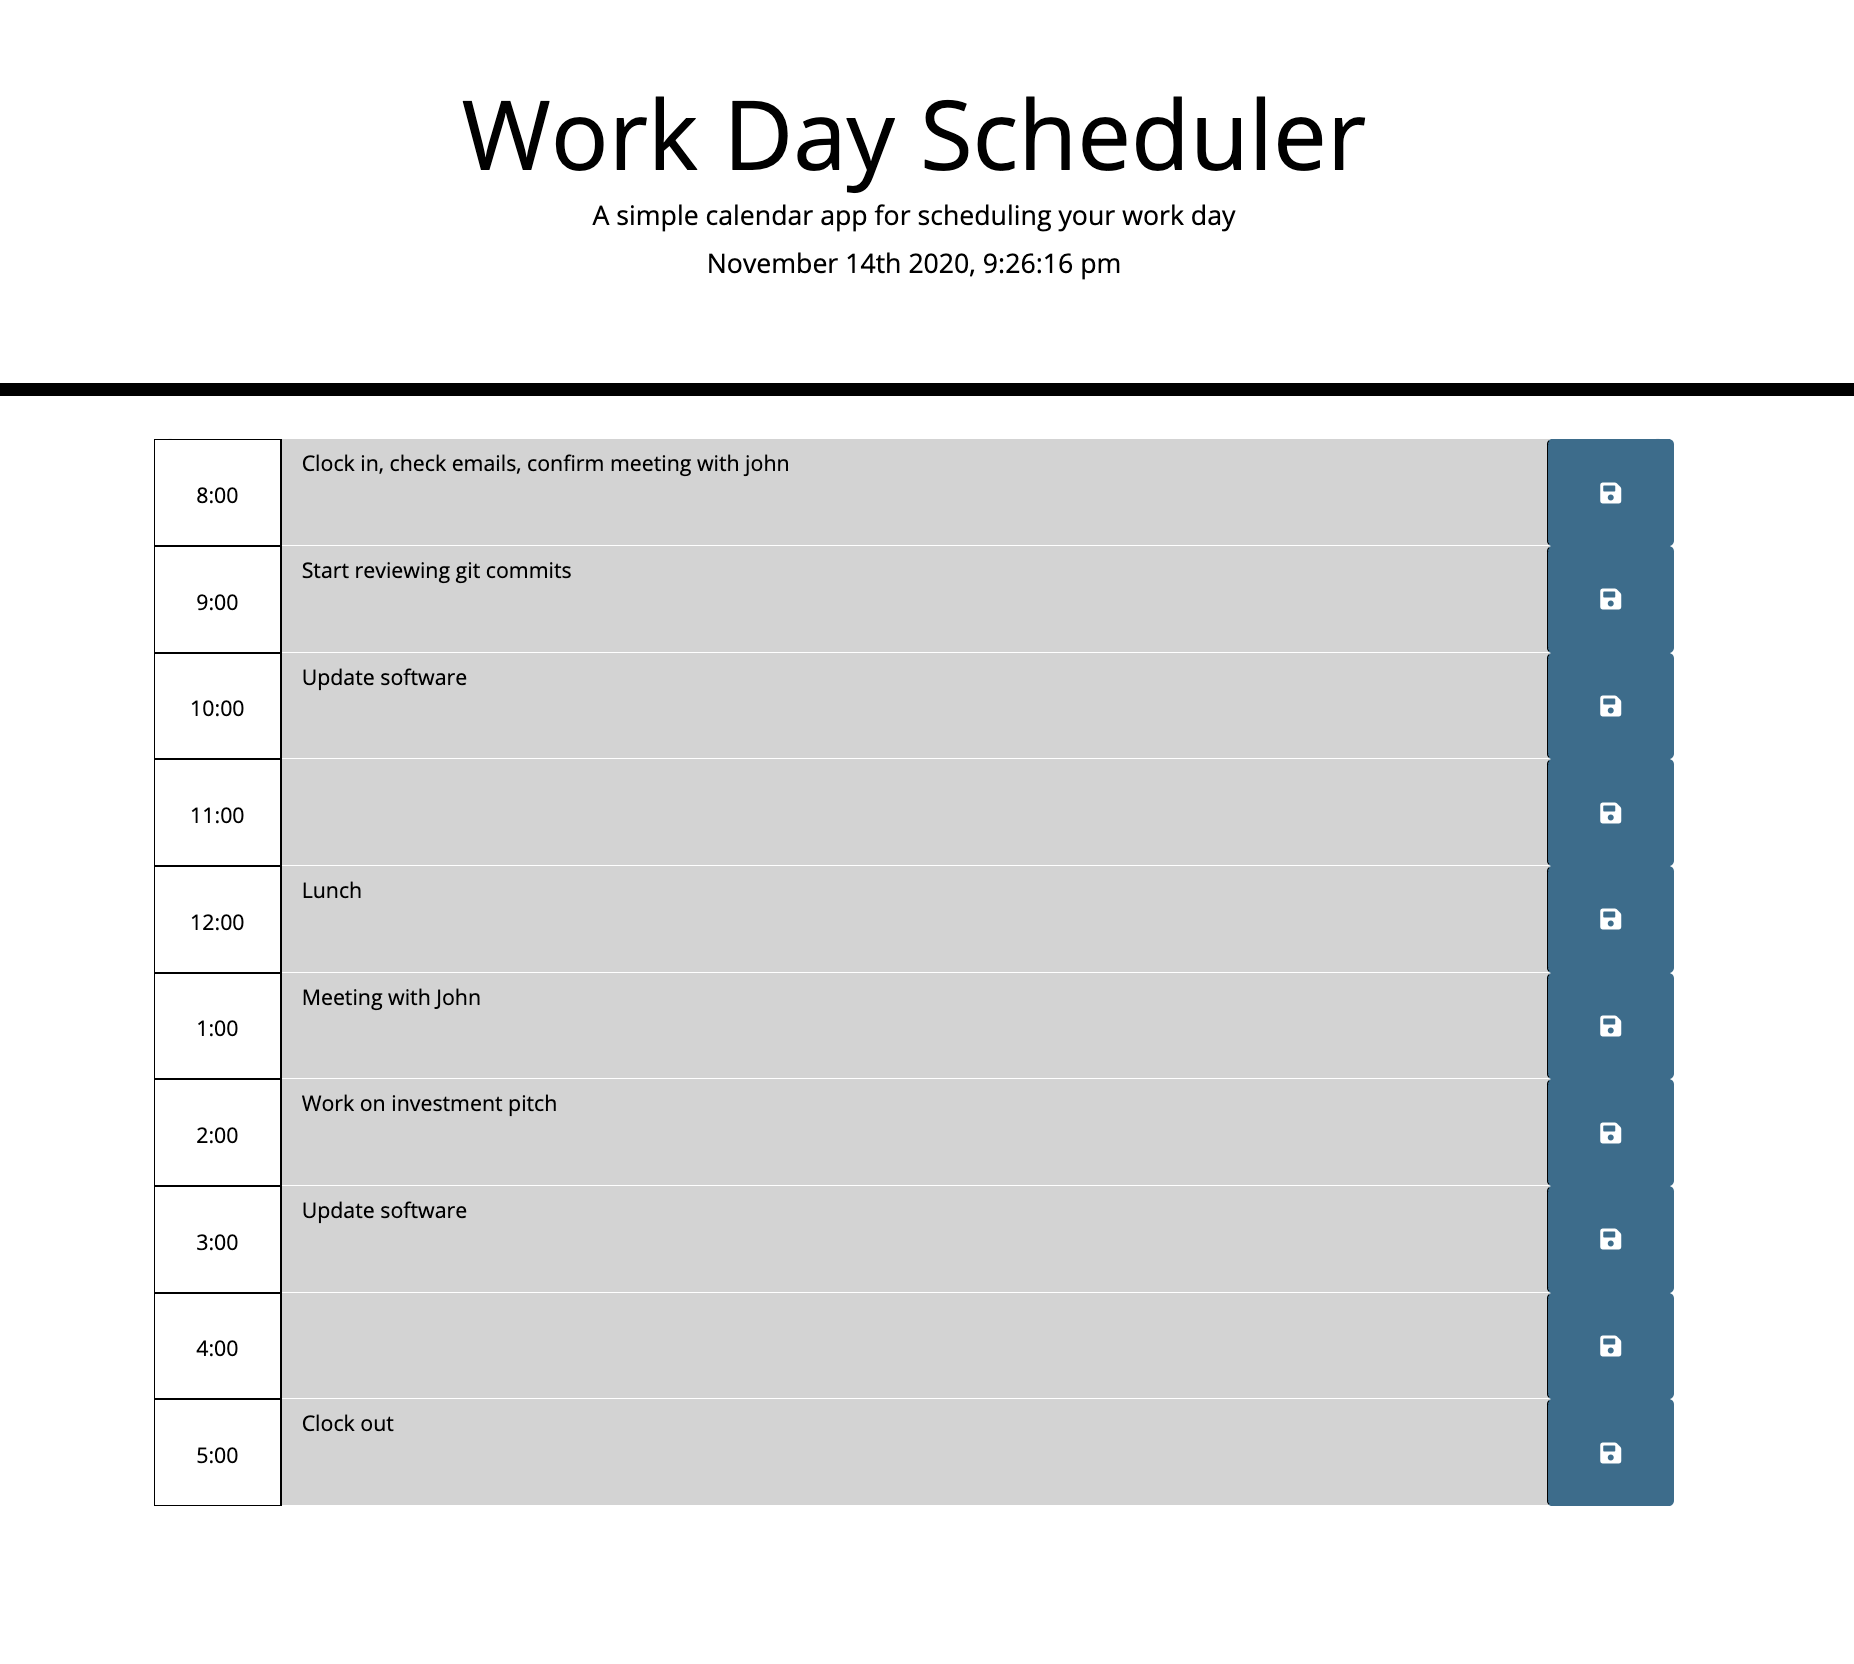 Work Day Scheduler
A simple calendar app for scheduling your work day
November 14th 2020, 9:26:16 pm
8:00 Clock in, check emails, confirm meeting with john
9:00 Start reviewing git commits
10:00 Update software
11:00
12:00 Lunch
1:00 Meeting with John
2:00 Work on investment pitch
3:00 Update software
4:00
5:00 Clock out